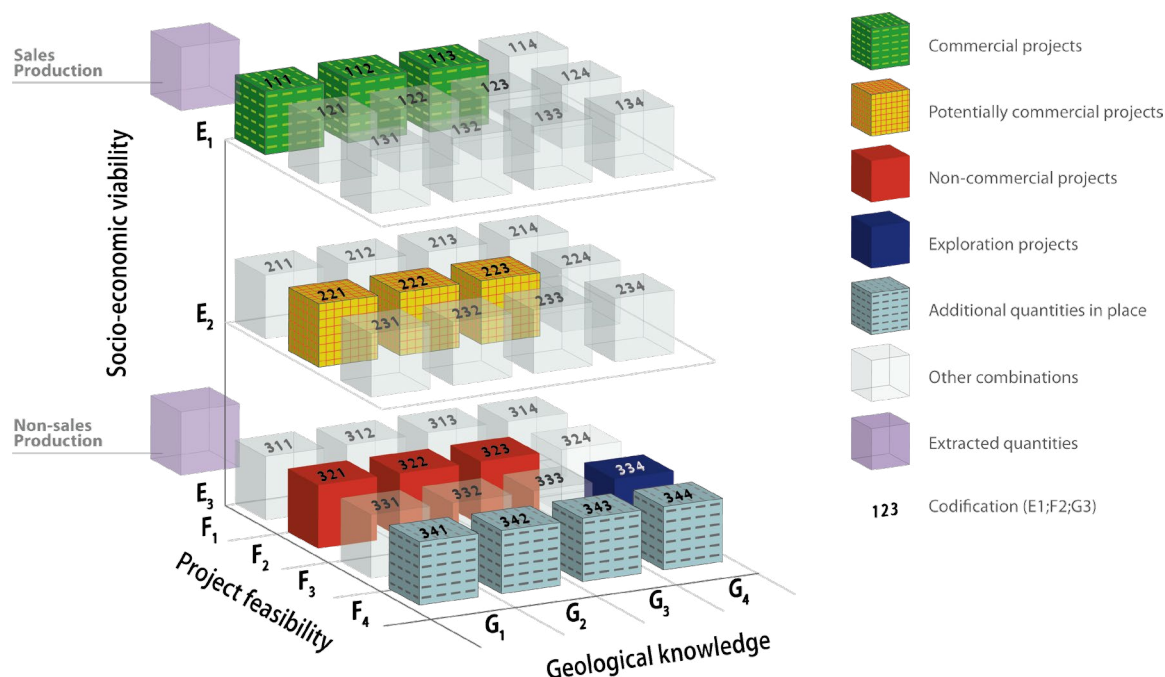 Sales
Production
Non-sales
Production
Socio-economic viability
E1
E2
E3
F1
F2
F3
F4
Project feasibility
G1
G2
G3
G4
Geological knowledge
111
112
113
114
121
122
123
124
131
132
133
134
211
212
213
214
221
222
223
224
231
232
233
234
311
312
313
314
321
322
323
324
331
332
333
334
341
342
343
344
Commercial projects
Potentially commercial projects
Non-commercial projects
Exploration projects
Additional quantities in place
Other combinations
Extracted quantities
123 Codification (E1;F2;G3)